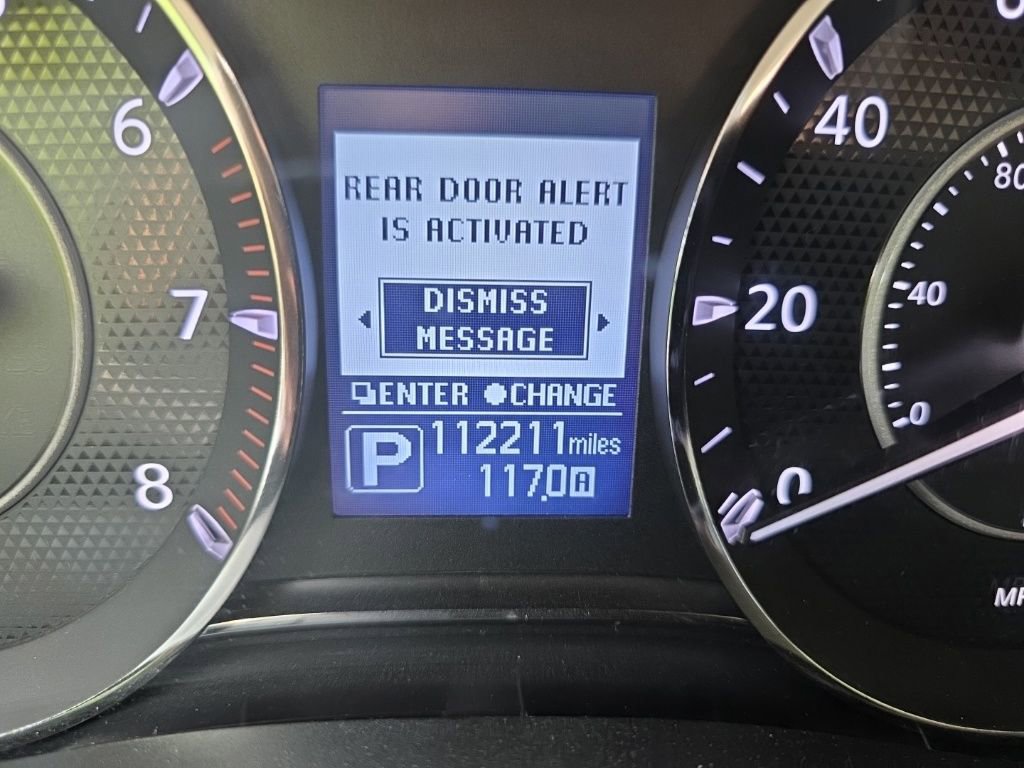 REAR DOOR ALERT
IS ACTIVATED
DISMISS
MESSAGE
ENTER CHANGE
P 112211 miles
117.0 A
6
7
8
40
20
0
80
40
0